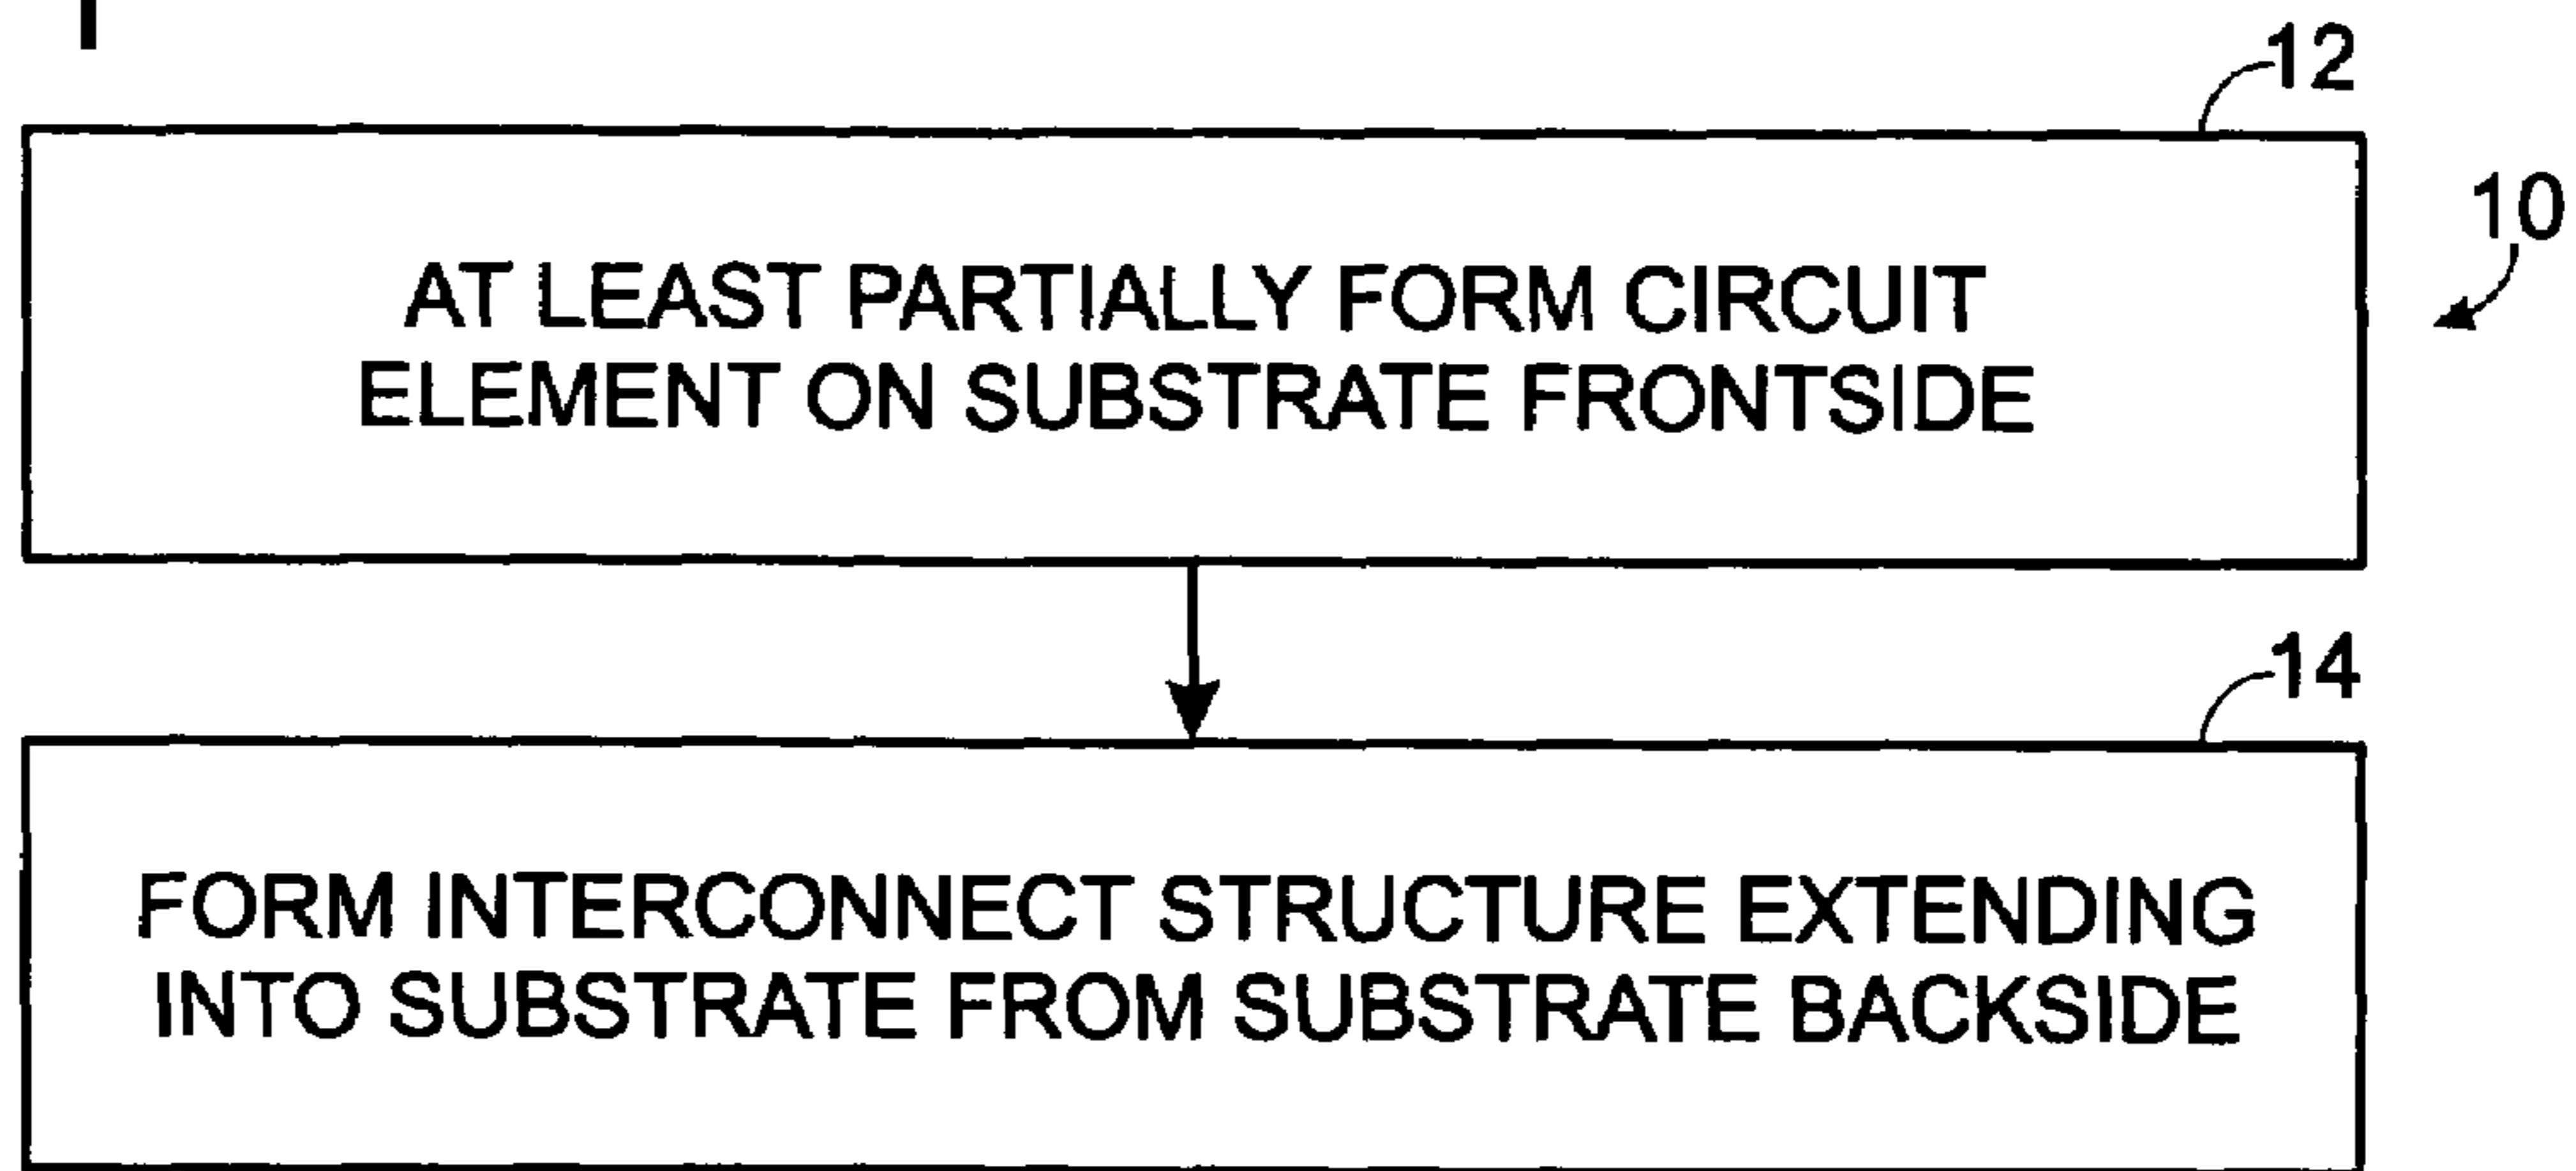 12
10
AT LEAST PARTIALLY FORM CIRCUIT
ELEMENT ON SUBSTRATE FRONTSIDE
14
FORM INTERCONNECT STRUCTURE EXTENDING
INTO SUBSTRATE FROM SUBSTRATE BACKSIDE